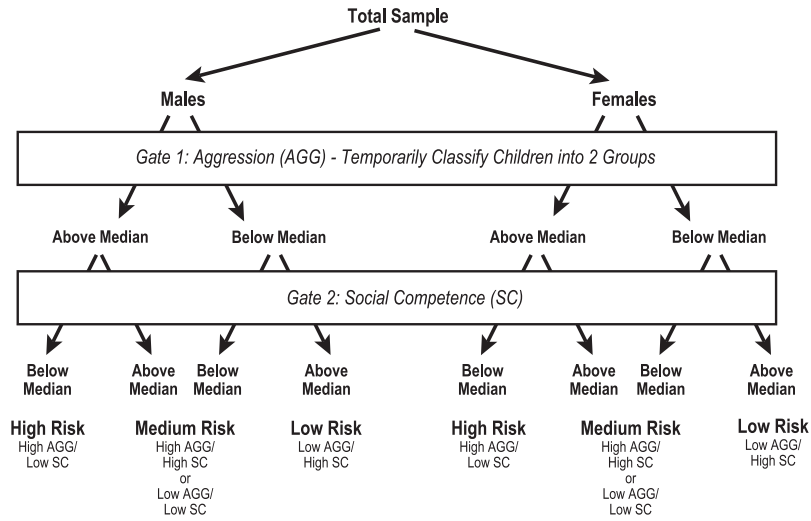 Total Sample
Males
Females
Gate 1: Aggression (AGG) - Temporarily Classify Children into 2 Groups
Above Median
Below Median
Above Median
Below Median
Gate 2: Social Competence (SC)
Below
Median
Above
Median
Below
Median
Above
Median
Below
Median
Above
Median
Below
Median
Above
Median
High Risk
High AGG/
Low SC
Medium Risk
High AGG/
High SC
or
Low AGG/
Low SC
Low Risk
Low AGG/
High SC
High Risk
High AGG/
Low SC
Medium Risk
High AGG/
High SC
or
Low AGG/
Low SC
Low Risk
Low AGG/
High SC